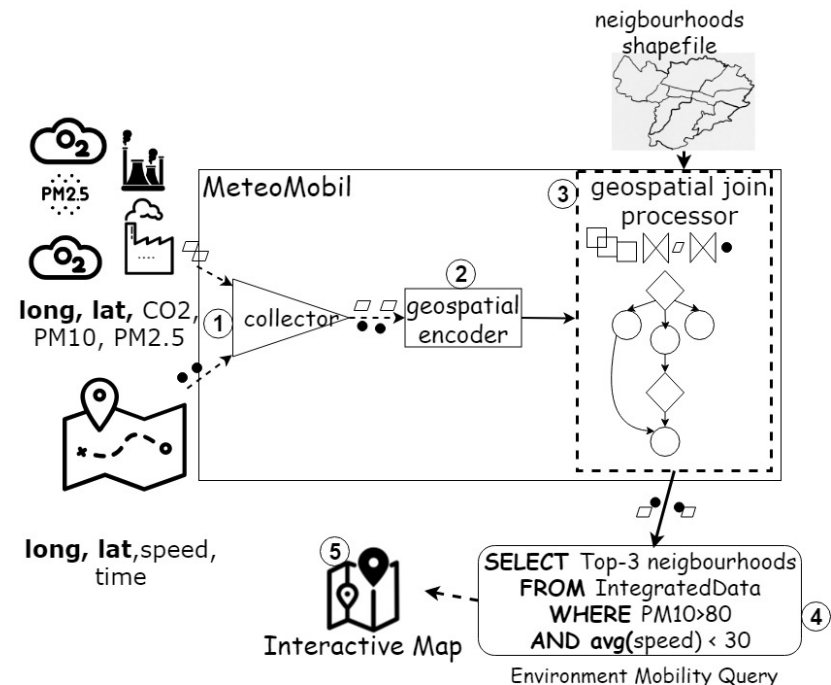 neigbourhoods
shapefile
O2
PM2.5
O2
long, lat, CO2,
PM10, PM2.5
MeteoMobil
1
collector
2
geospatial
encoder
3
geospatial join
processor
long, lat,speed,
time
SELECT Top-3 neigbourhoods
FROM IntegratedData
WHERE PM10>80
AND avg(speed) < 30
4
Environment Mobility Query
5
Interactive Map